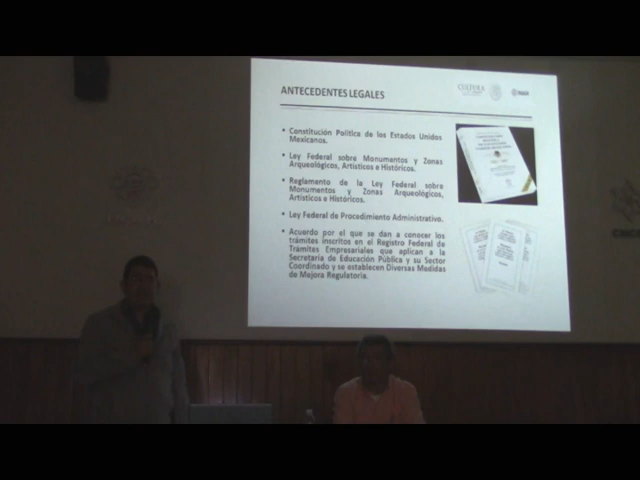 ANTECEDENTES LEGALES
CULTURA
• Constitución Política de los Estados Unidos
Mexicanos.
• Ley Federal sobre Monumentos y Zonas
Arqueológicos, Artísticos e Históricos.
• Reglamento de la Ley Federal sobre
Monumentos y Zonas Arqueológicos,
Artísticos e Históricos.
• Ley Federal de Procedimiento Administrativo.
• Acuerdo por el que se dan a conocer los
trámites inscritos en el Registro Federal de
Trámites Empresariales que aplican a la
Secretaría de Educación Pública y su Sector
Coordinado y se establecen Diversas Medidas
de Mejora Regulatoria.